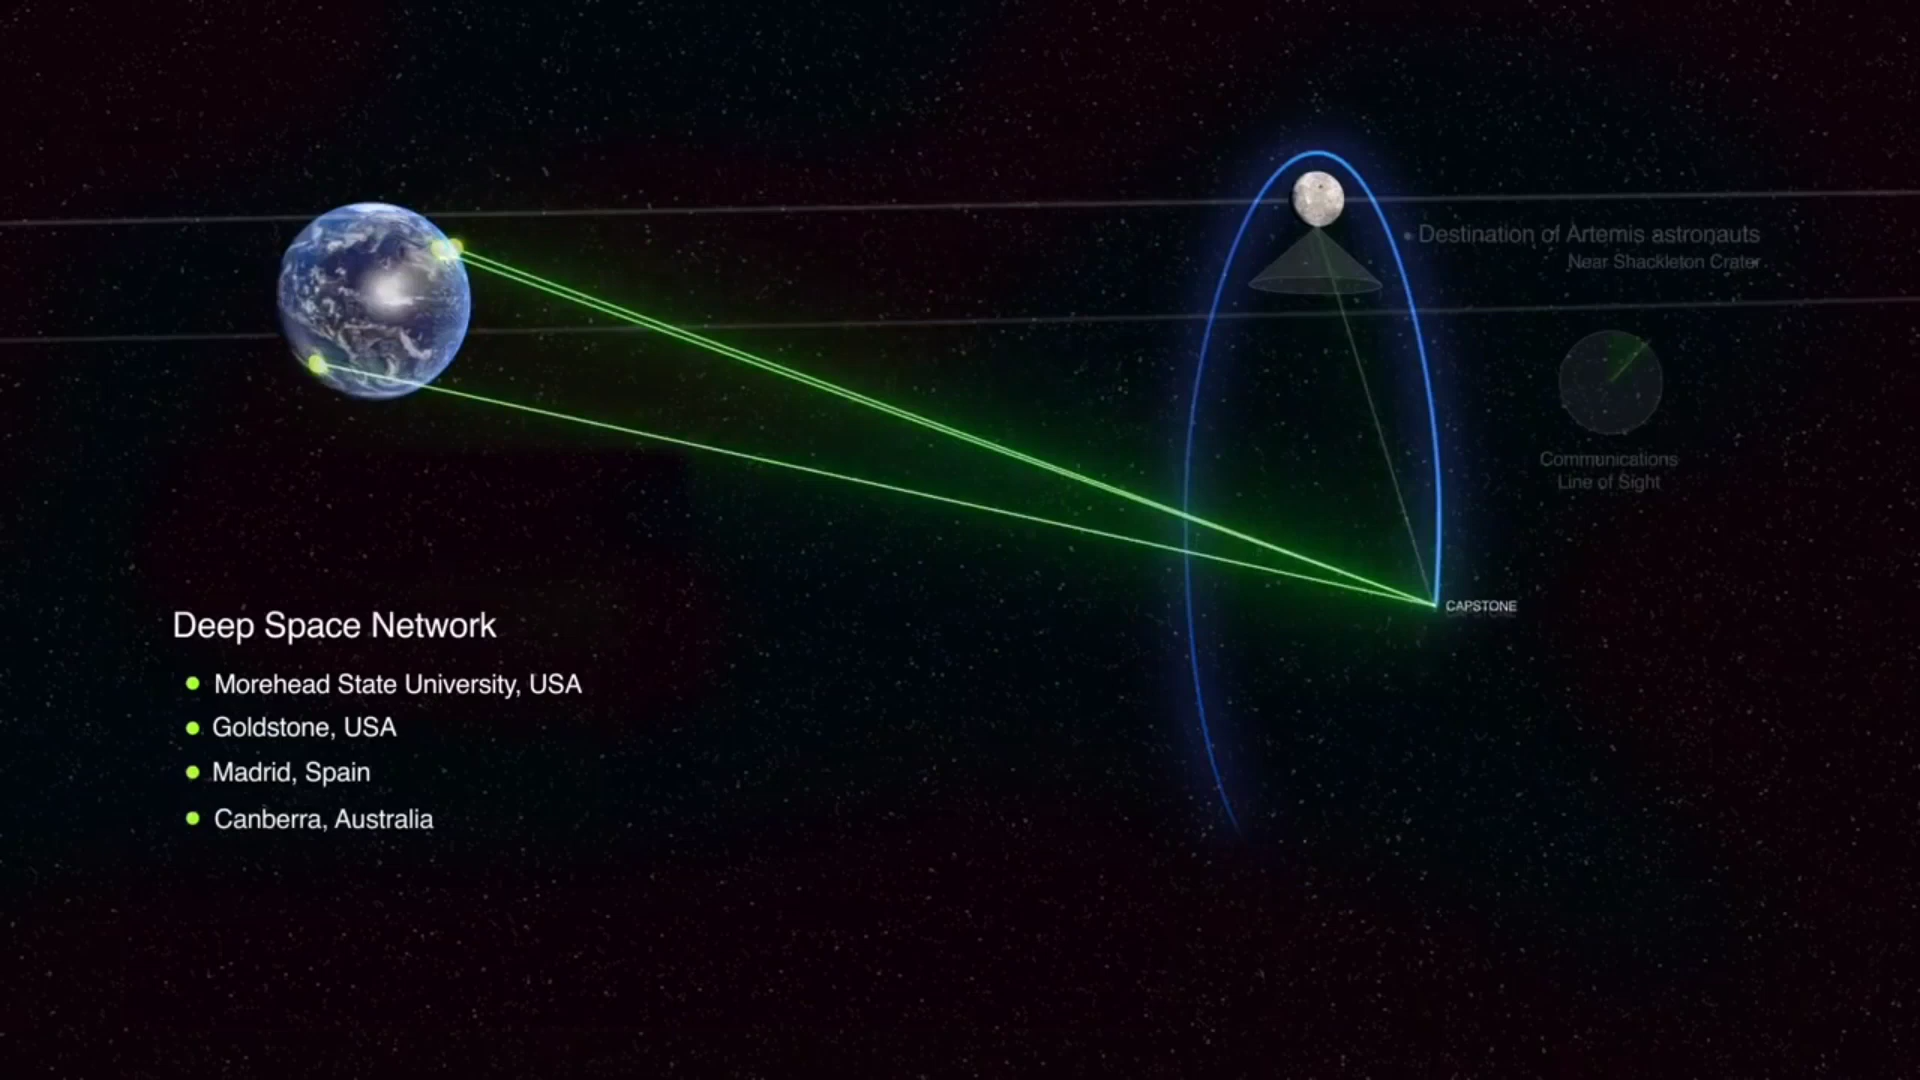 Destination of Artemis astronauts
Near Shackleton Crater
Communications
Line of Sight
CAPSTONE
Deep Space Network
Morehead State University, USA
Goldstone, USA
Madrid, Spain
Canberra, Australia